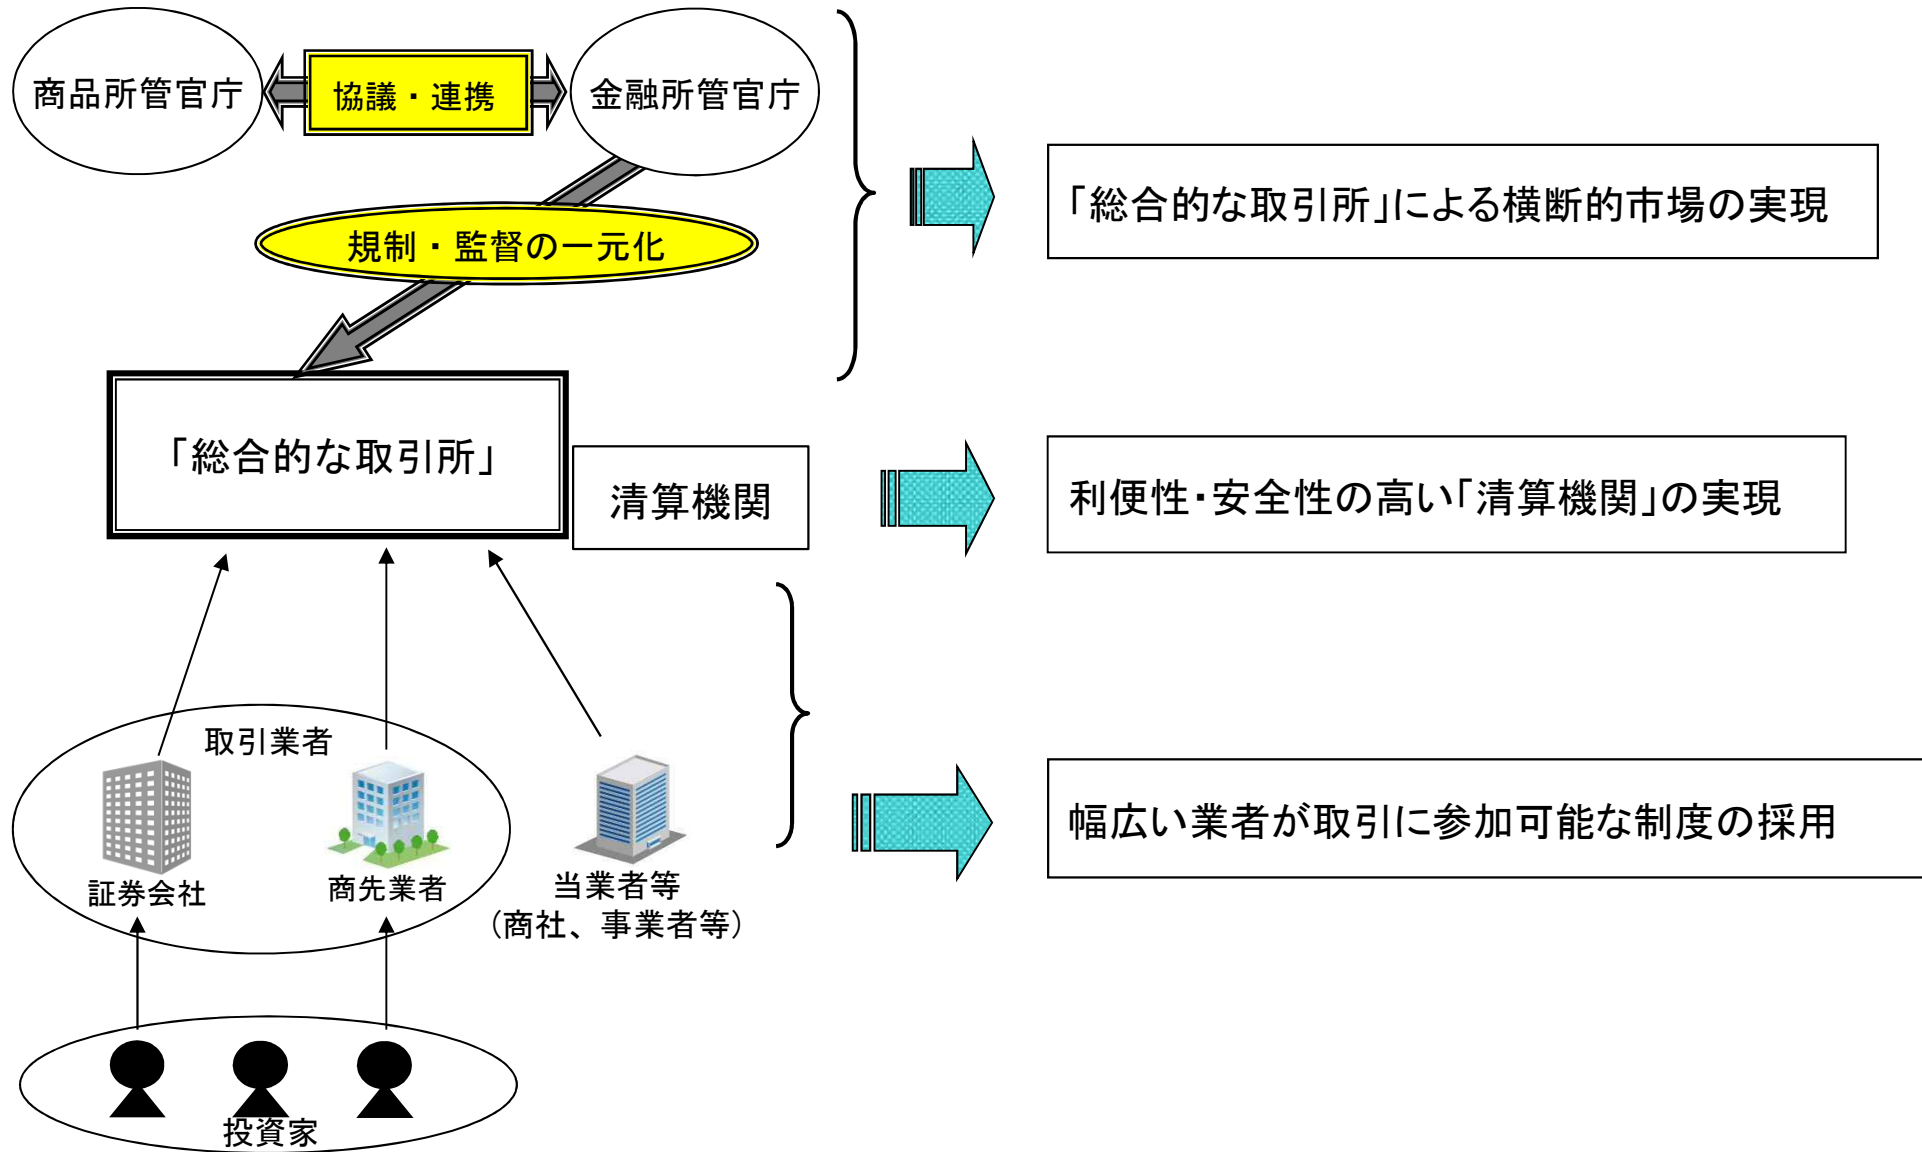 商品所管官庁
協議・連携
金融所管官庁
規制・監督の一元化
「総合的な取引所」による横断的市場の実現
「総合的な取引所」
清算機関
利便性・安全性の高い「清算機関」の実現
取引業者
証券会社
商先業者
当業者等
（商社、事業者等）
幅広い業者が取引に参加可能な制度の採用
投資家